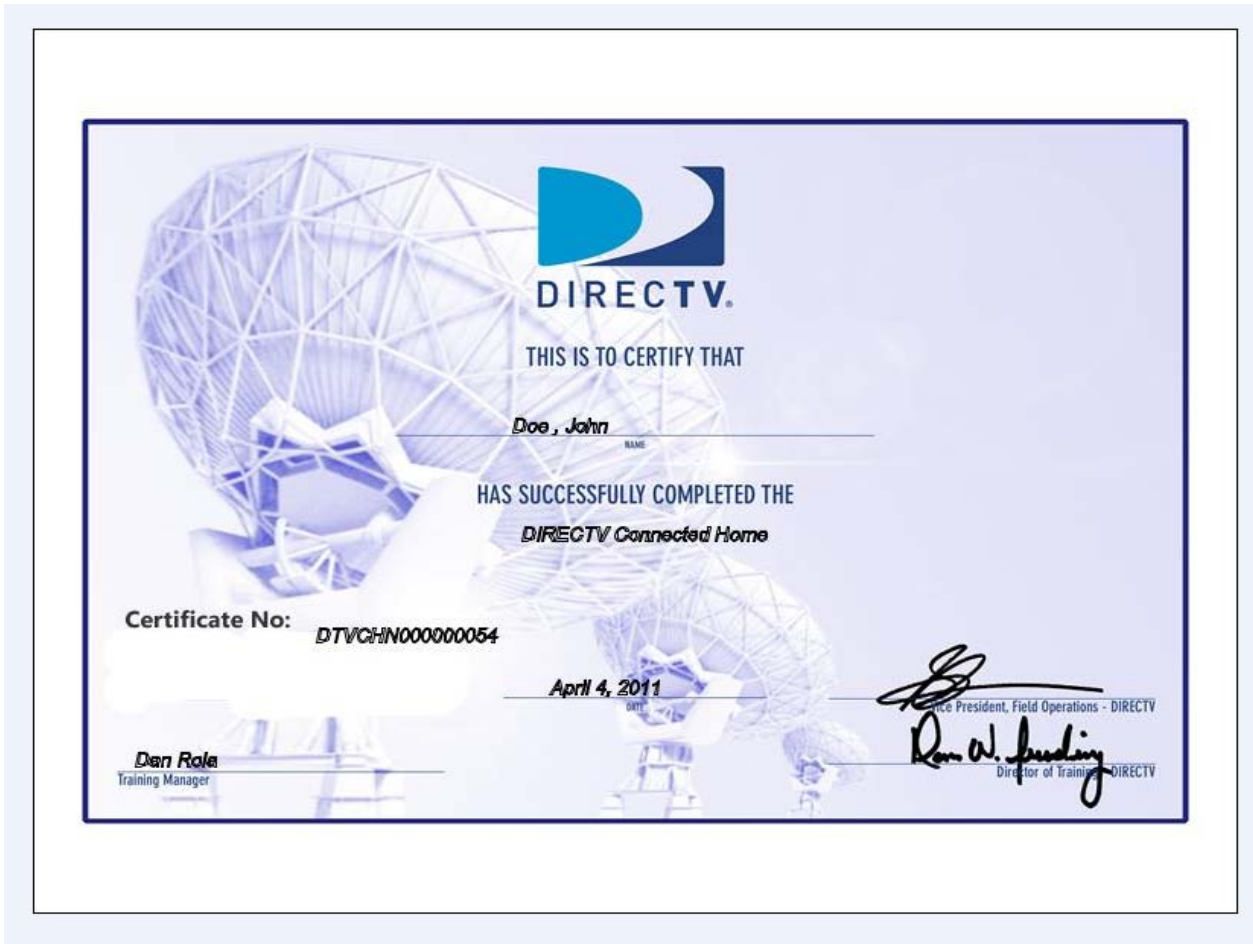 DIRECTV®
THIS IS TO CERTIFY THAT
Doe , John
NAME
HAS SUCCESSFULLY COMPLETED THE
DIRECTV Connected Home
Certificate No:
DTVCHN000000054
April 4, 2011
DATE
Vice President, Field Operations - DIRECTV
Dan Rola
Training Manager
Director of Training - DIRECTV